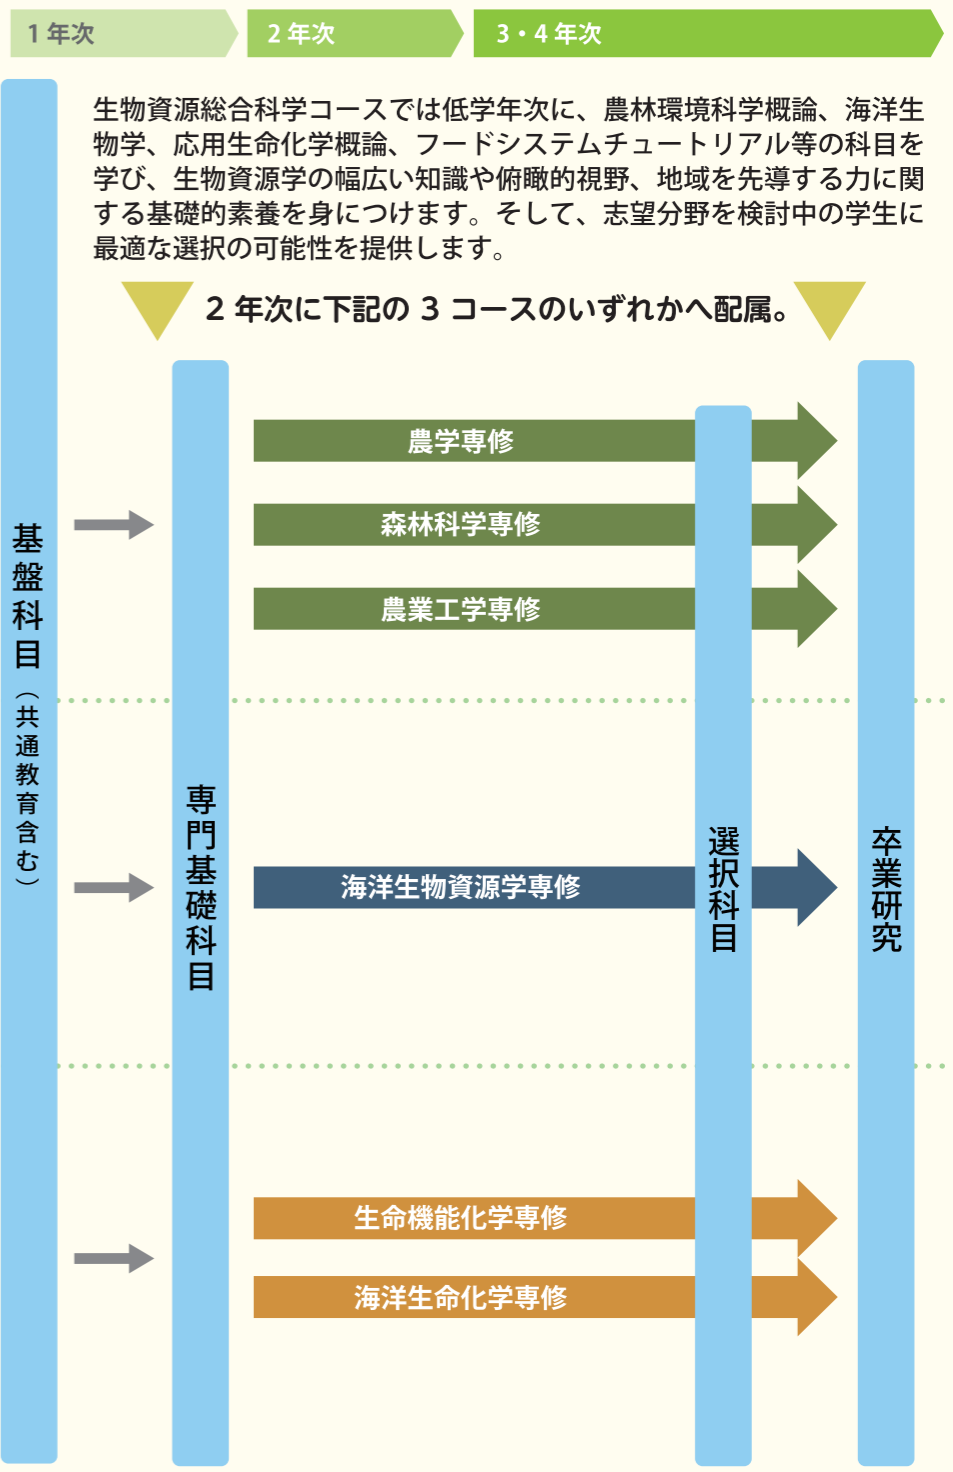 1 年次
2 年次
3・4 年次
生物資源総合科学コースでは低学年次に、農林環境科学概論、海洋生
物学、応用生命化学概論、フードシステムチュートリアル等の科目を
学び、生物資源学の幅広い知識や俯瞰的視野、地域を先導する力に関
する基礎的素養を身につけます。そして、志望分野を検討中の学生に
最適な選択の可能性を提供します。
2 年次に下記の 3 コースのいずれかへ配属。
基盤科目（共通教育含む）
専門基礎科目
農学専修
森林科学専修
農業工学専修
海洋生物資源学専修
生命機能化学専修
海洋生命化学専修
選択科目
卒業研究